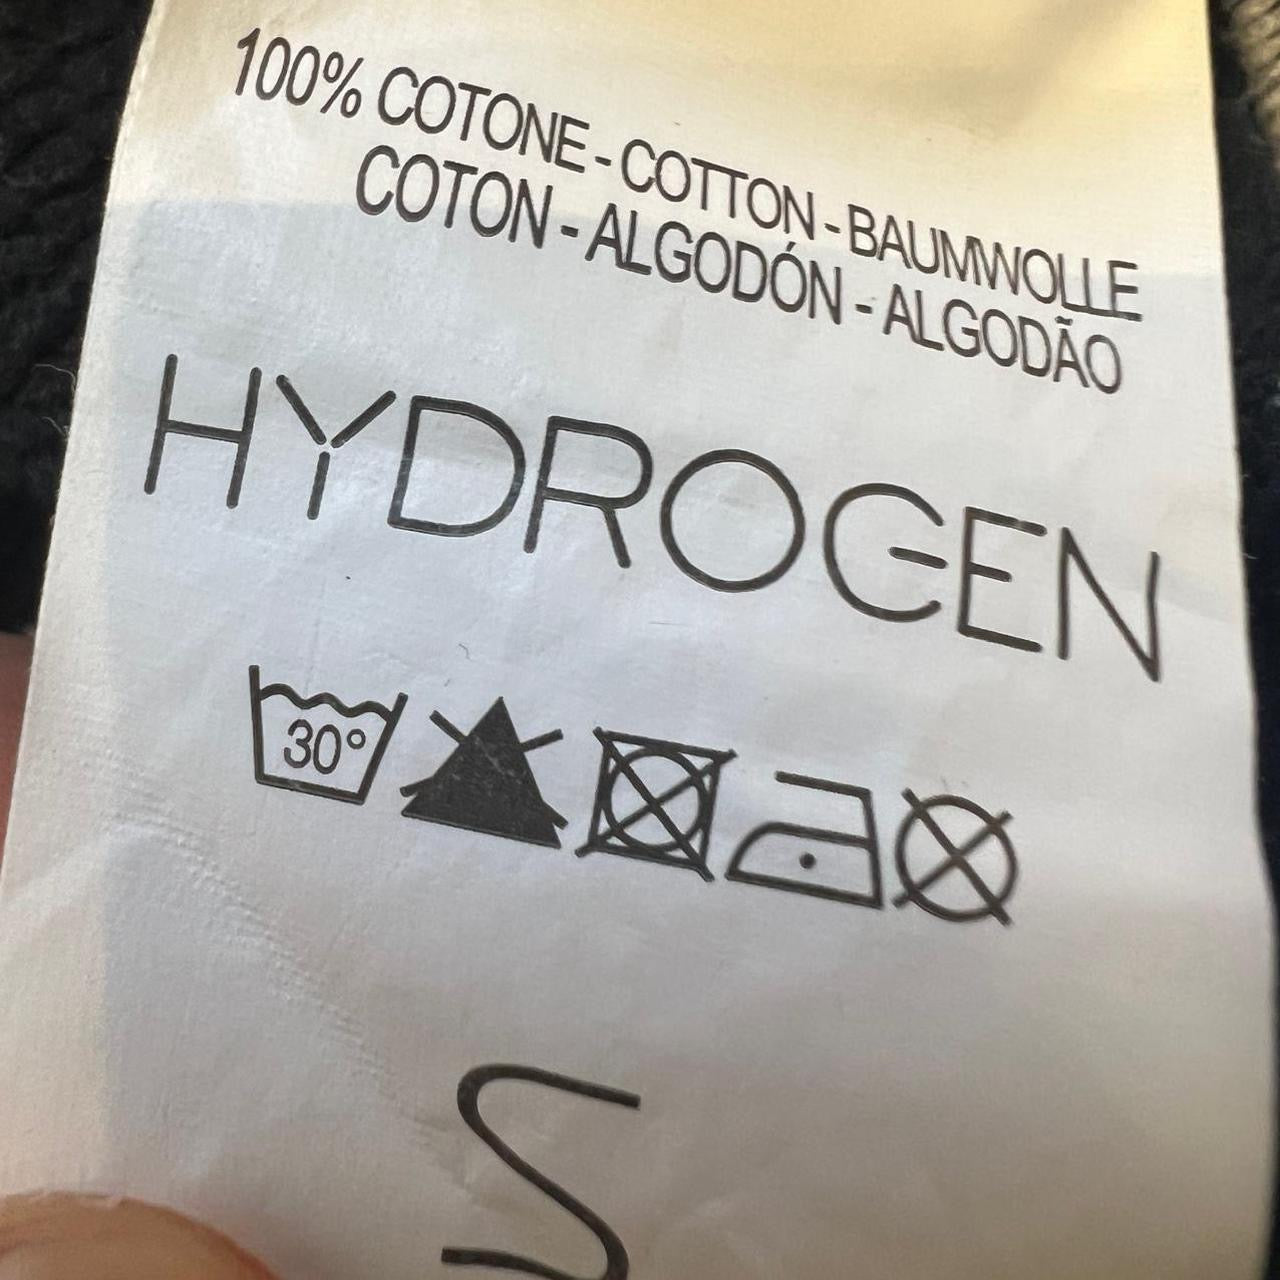 100% COTONE - COTTON - BAUMWOLLE
COTON - ALGODÓN - ALGODÃO
HYDROGEN
30°
S